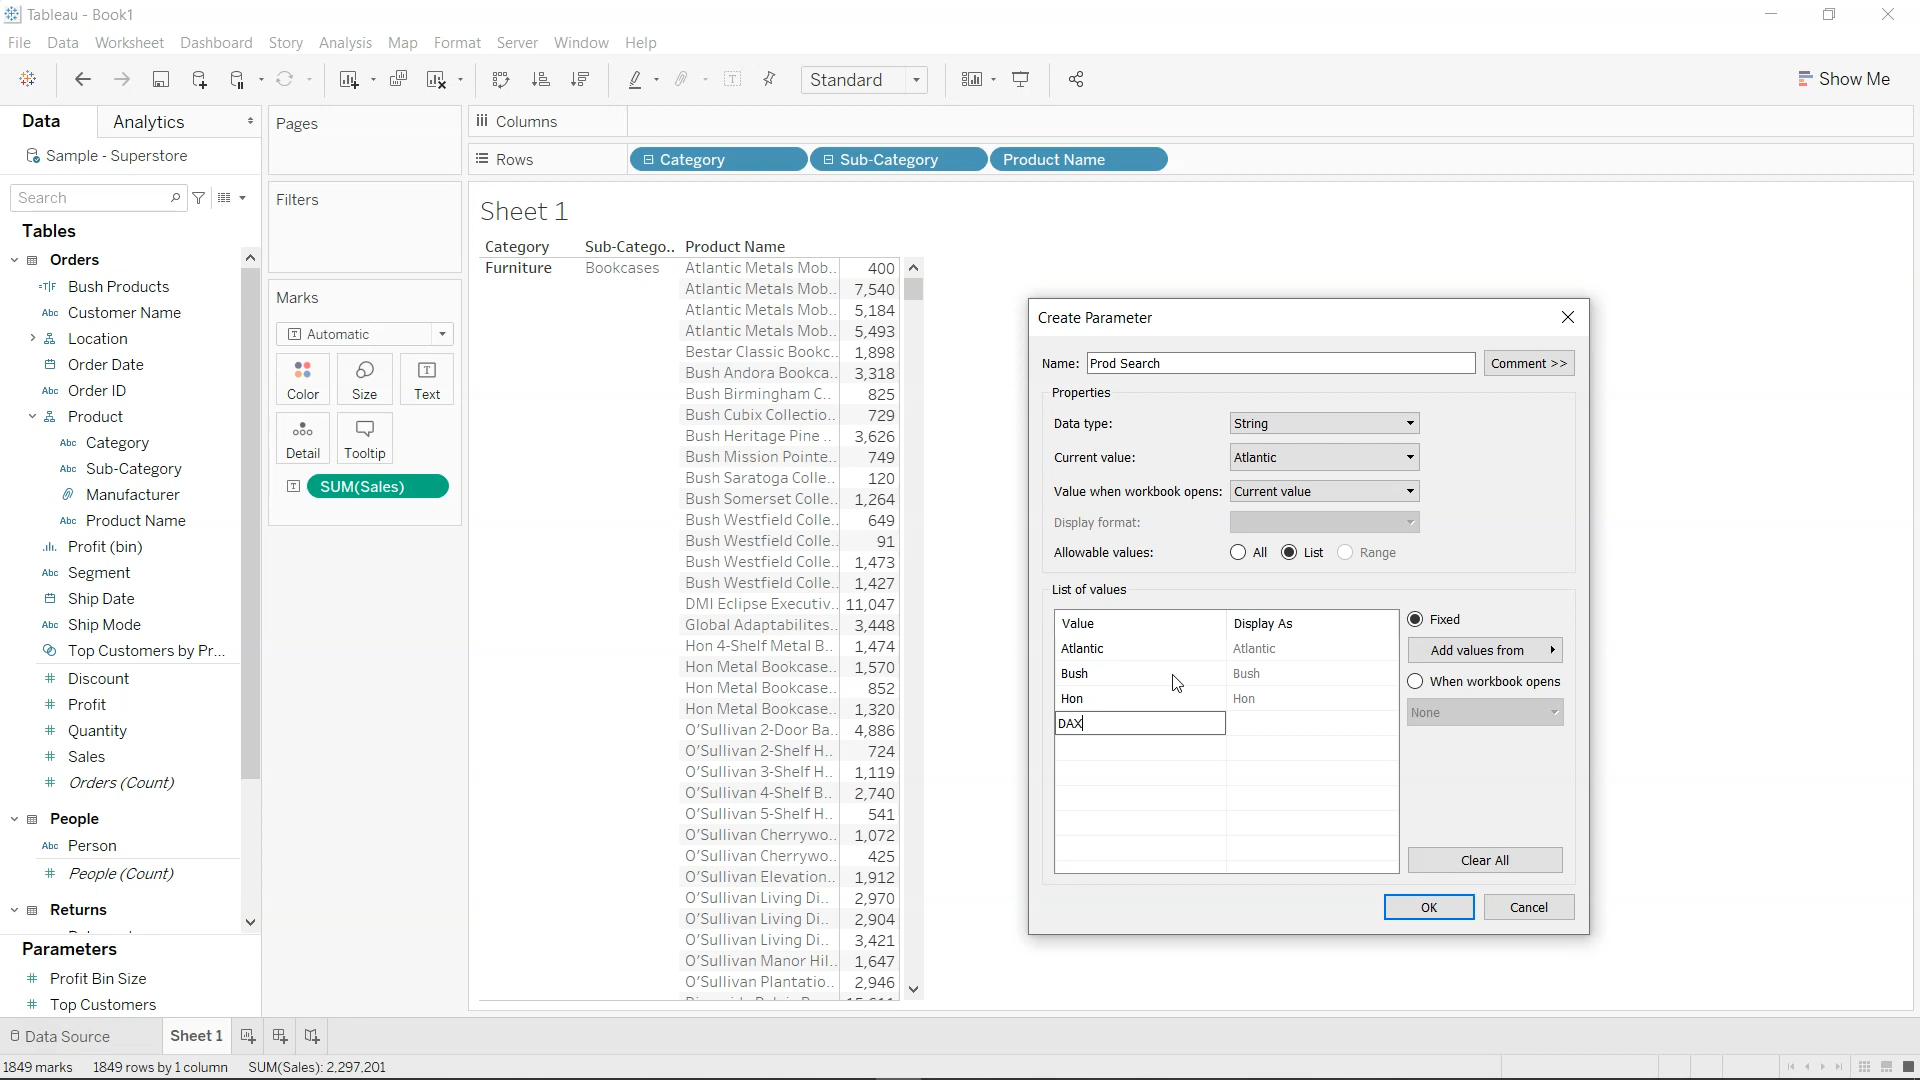 Tableau - Book1
File Data Worksheet Dashboard Story Analysis Map Format Server Window Help
Standard
Show Me
Data
Analytics
Sample - Superstore
Search
Tables
Orders
Bush Products
Abc Customer Name
Location
Order Date
Abc Order ID
Product
Abc Category
Abc Sub-Category
Manufacturer
Abc Product Name
Profit (bin)
Abc Segment
Ship Date
Abc Ship Mode
Top Customers by Pr...
# Discount
# Profit
# Quantity
# Sales
# Orders (Count)
People
Abc Person
# People (Count)
Returns
Parameters
# Profit Bin Size
# Top Customers
Pages
Filters
Marks
Automatic
Color
Size
Text
Detail
Tooltip
SUM(Sales)
Columns
Rows
Category
Sub-Category
Product Name
Sheet 1
Category Sub-Catego.. Product Name
Furniture Bookcases Atlantic Metals Mob.. 400
Atlantic Metals Mob.. 7,540
Atlantic Metals Mob.. 5,184
Atlantic Metals Mob.. 5,493
Bestar Classic Bookc.. 1,898
Bush Andora Bookca.. 3,318
Bush Birmingham C.. 825
Bush Cubix Collectio.. 729
Bush Heritage Pine .. 3,626
Bush Mission Pointe.. 749
Bush Saratoga Colle.. 120
Bush Somerset Colle.. 1,264
Bush Westfield Colle.. 649
Bush Westfield Colle.. 91
Bush Westfield Colle.. 1,473
Bush Westfield Colle.. 1,427
DMI Eclipse Executiv.. 11,047
Global Adaptabilites.. 3,448
Hon 4-Shelf Metal B.. 1,474
Hon Metal Bookcase.. 1,570
Hon Metal Bookcase.. 852
Hon Metal Bookcase.. 1,320
O'Sullivan 2-Door Ba.. 4,886
O'Sullivan 2-Shelf H.. 724
O'Sullivan 3-Shelf H.. 1,119
O'Sullivan 4-Shelf B.. 2,740
O'Sullivan 5-Shelf H.. 541
O'Sullivan Cherrywo.. 1,072
O'Sullivan Cherrywo.. 425
O'Sullivan Elevation.. 1,912
O'Sullivan Living Di.. 2,970
O'Sullivan Living Di.. 2,904
O'Sullivan Living Di.. 3,421
O'Sullivan Manor Hil.. 1,647
O'Sullivan Plantatio.. 2,946
Create Parameter
Name: Prod Search
Comment >>
Properties
Data type: String
Current value: Atlantic
Value when workbook opens: Current value
Display format:
Allowable values: All List Range
List of values
Value Display As
Atlantic Atlantic
Bush Bush
Hon Hon
DAX
Fixed
Add values from
When workbook opens
None
Clear All
OK
Cancel
Data Source
Sheet 1
1849 marks 1849 rows by 1 column SUM(Sales): 2,297,201